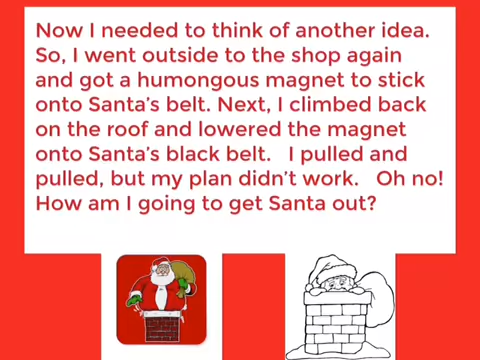 Now I needed to think of another idea.
So, I went outside to the shop again
and got a humongous magnet to stick
onto Santa's belt. Next, I climbed back
on the roof and lowered the magnet
onto Santa's black belt.   I pulled and
pulled, but my plan didn't work.   Oh no!
How am I going to get Santa out?